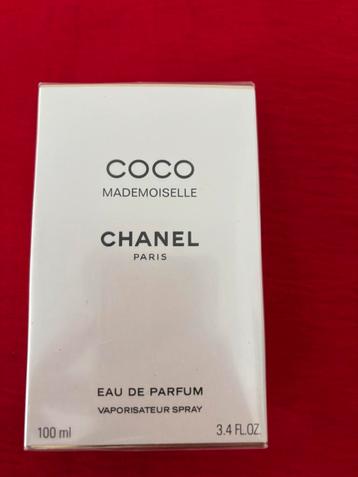 COCO
MADEMOISELLE
CHANEL
PARIS
EAU DE PARFUM
VAPORISATEUR SPRAY
100 ml 3.4 FL.OZ.